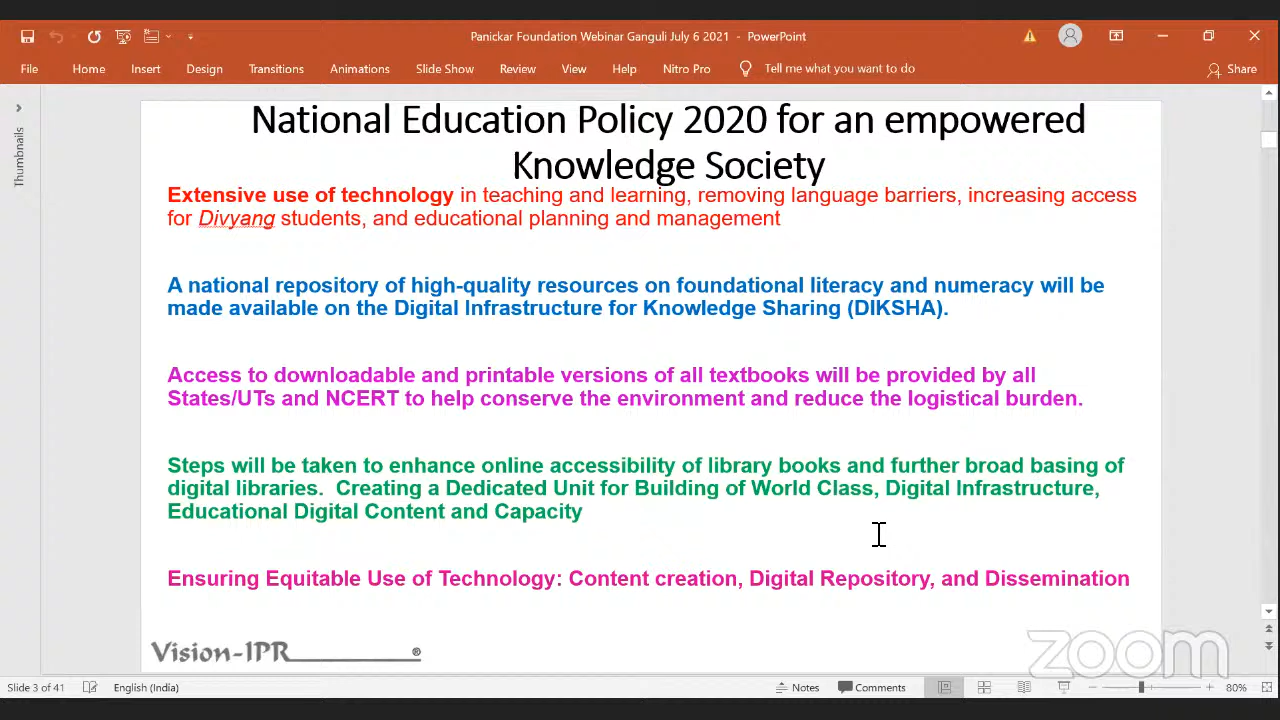 Panickar Foundation Webinar Ganguli July 6 2021 - PowerPoint
File Home Insert Design Transitions Animations Slide Show Review View Help Nitro Pro Tell me what you want to do Share
Thumbnails
National Education Policy 2020 for an empowered
Knowledge Society
Extensive use of technology in teaching and learning, removing language barriers, increasing access
for Divyang students, and educational planning and management
A national repository of high-quality resources on foundational literacy and numeracy will be
made available on the Digital Infrastructure for Knowledge Sharing (DIKSHA).
Access to downloadable and printable versions of all textbooks will be provided by all
States/UTs and NCERT to help conserve the environment and reduce the logistical burden.
Steps will be taken to enhance online accessibility of library books and further broad basing of
digital libraries. Creating a Dedicated Unit for Building of World Class, Digital Infrastructure,
Educational Digital Content and Capacity
Ensuring Equitable Use of Technology: Content creation, Digital Repository, and Dissemination
Vision-IPR ®
zoom
Slide 3 of 41 English (India) Notes Comments 80%